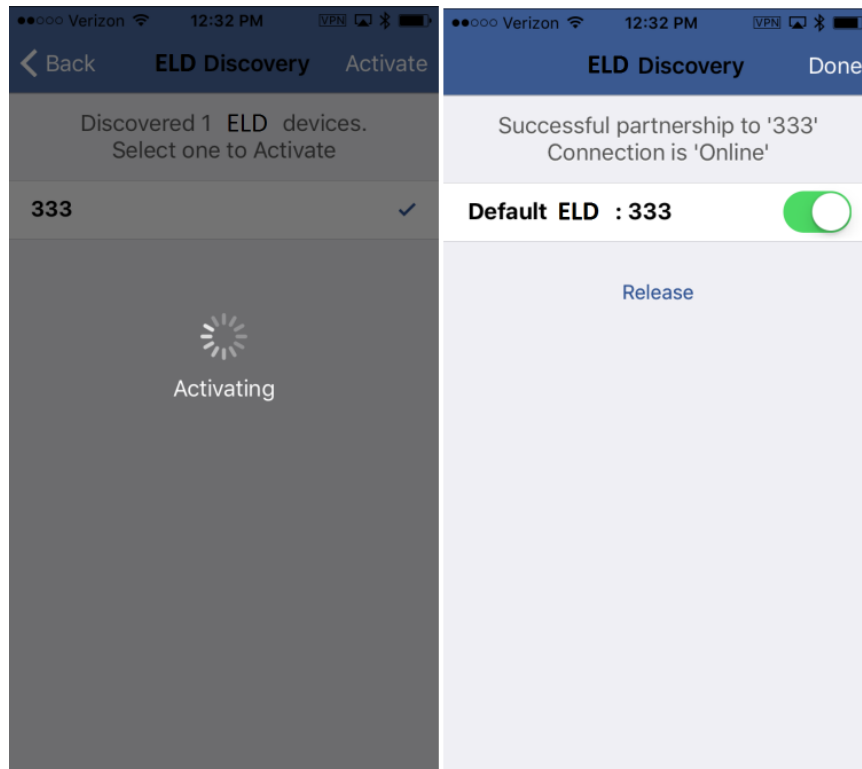 Verizon 12:32 PM VPN
Back ELD Discovery Activate
Discovered 1 ELD devices.
Select one to Activate
333
Activating
Verizon 12:32 PM VPN
ELD Discovery Done
Successful partnership to '333'
Connection is 'Online'
Default ELD : 333
Release